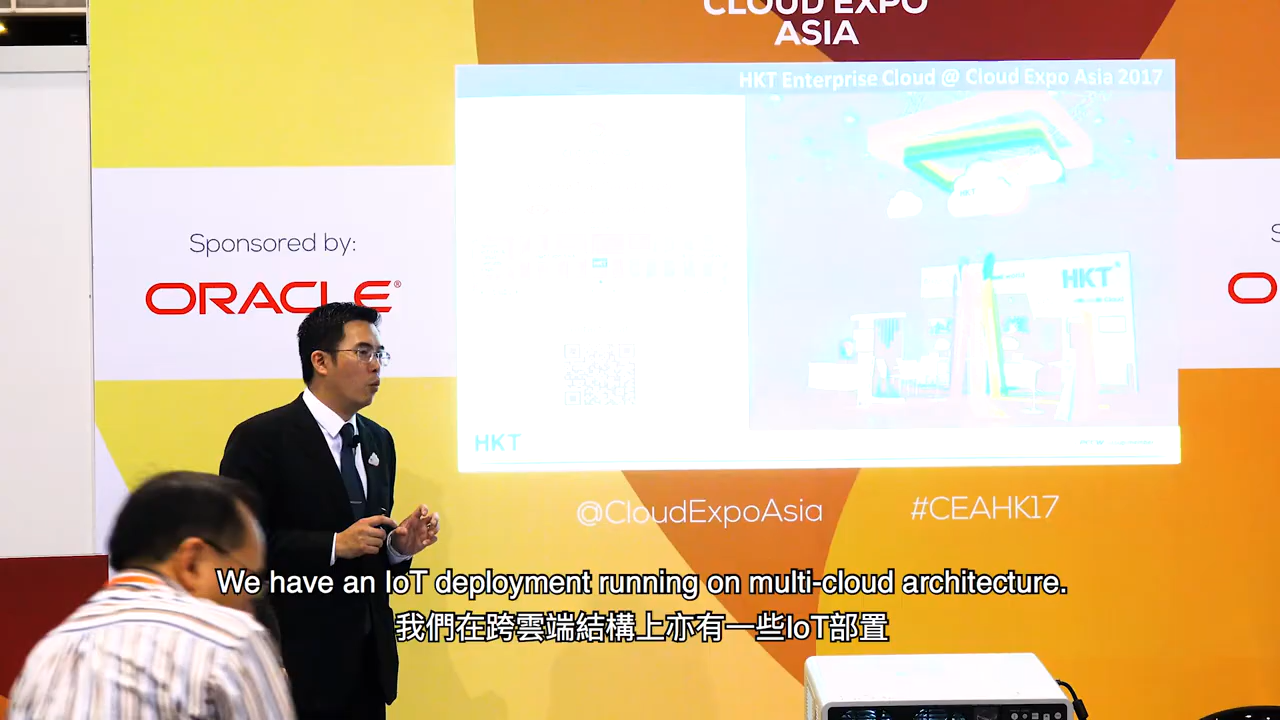 CLOUD EXPO
ASIA
HKT Enterprise Cloud @ Cloud Expo Asia 2017
Sponsored by:
ORACLE®
HKT
HKT
HKT
@CloudExpoAsia
#CEAHK17
We have an IoT deployment running on multi-cloud architecture.
我們在跨雲端結構上亦有一些IoT部置